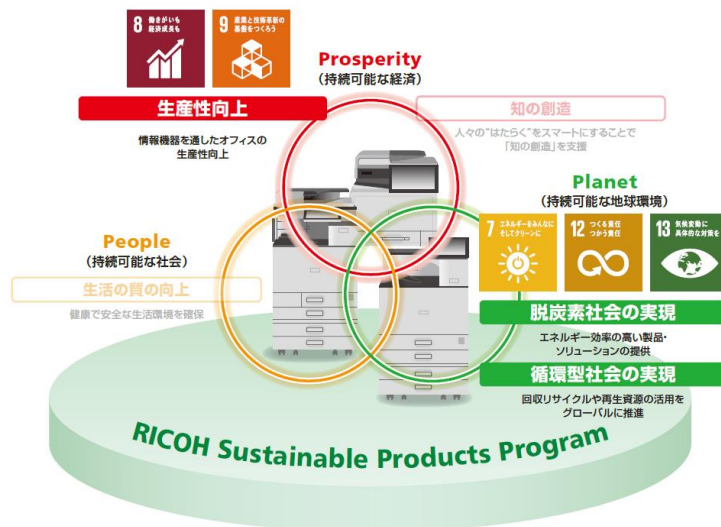 8 働きがいも
経済成長も
9 産業と技術革新の
基盤をつくろう
Prosperity
(持続可能な経済)
生産性向上
情報機器を通したオフィスの
生産性向上
知の創造
人々の“はたらく”をスマートにすることで
「知の創造」を支援
Planet
(持続可能な地球環境)
7 エネルギーをみんなに
そしてクリーンに
12 つくる責任
つかう責任
13 気候変動に
具体的な対策を
People
(持続可能な社会)
生活の質の向上
健康で安全な生活環境を確保
脱炭素社会の実現
エネルギー効率の高い製品・
ソリューションの提供
循環型社会の実現
回収リサイクルや再生資源の活用を
グローバルに推進
RICOH Sustainable Products Program